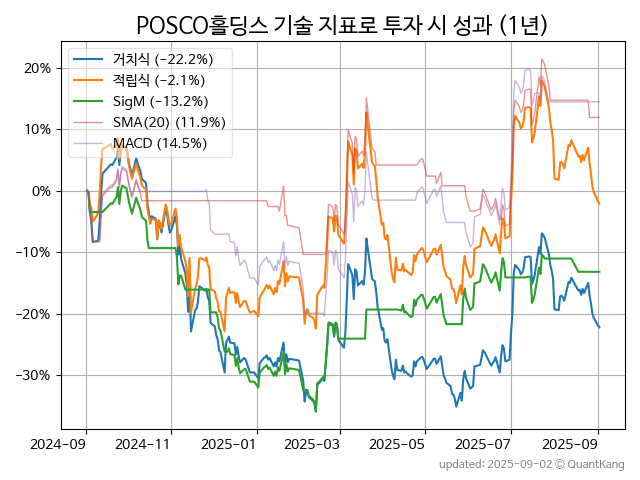 POSCO홀딩스 기술 지표로 투자 시 성과 (1년)
거치식 (−22.2%)
적립식 (−2.1%)
SigM (−13.2%)
SMA(20) (11.9%)
MACD (14.5%)
20%
10%
0%
−10%
−20%
−30%
2024-09 2024-11 2025-01 2025-03 2025-05 2025-07 2025-09
updated: 2025-09-02 © QuantKang